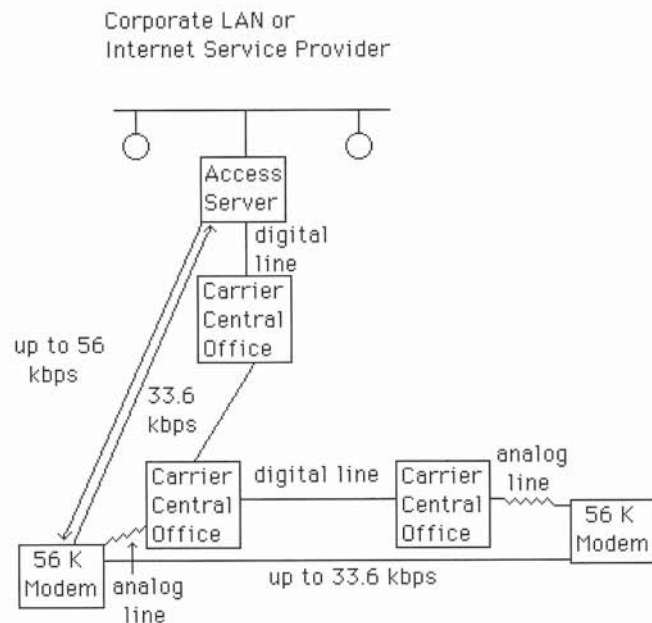 Corporate LAN or
Internet Service Provider
Access
Server
digital
line
Carrier
Central
Office
up to 56
kbps
33.6
kbps
Carrier
Central
Office
digital line
Carrier
Central
Office
analog
line
56 K
Modem
56 K
Modem
analog
line
up to 33.6 kbps